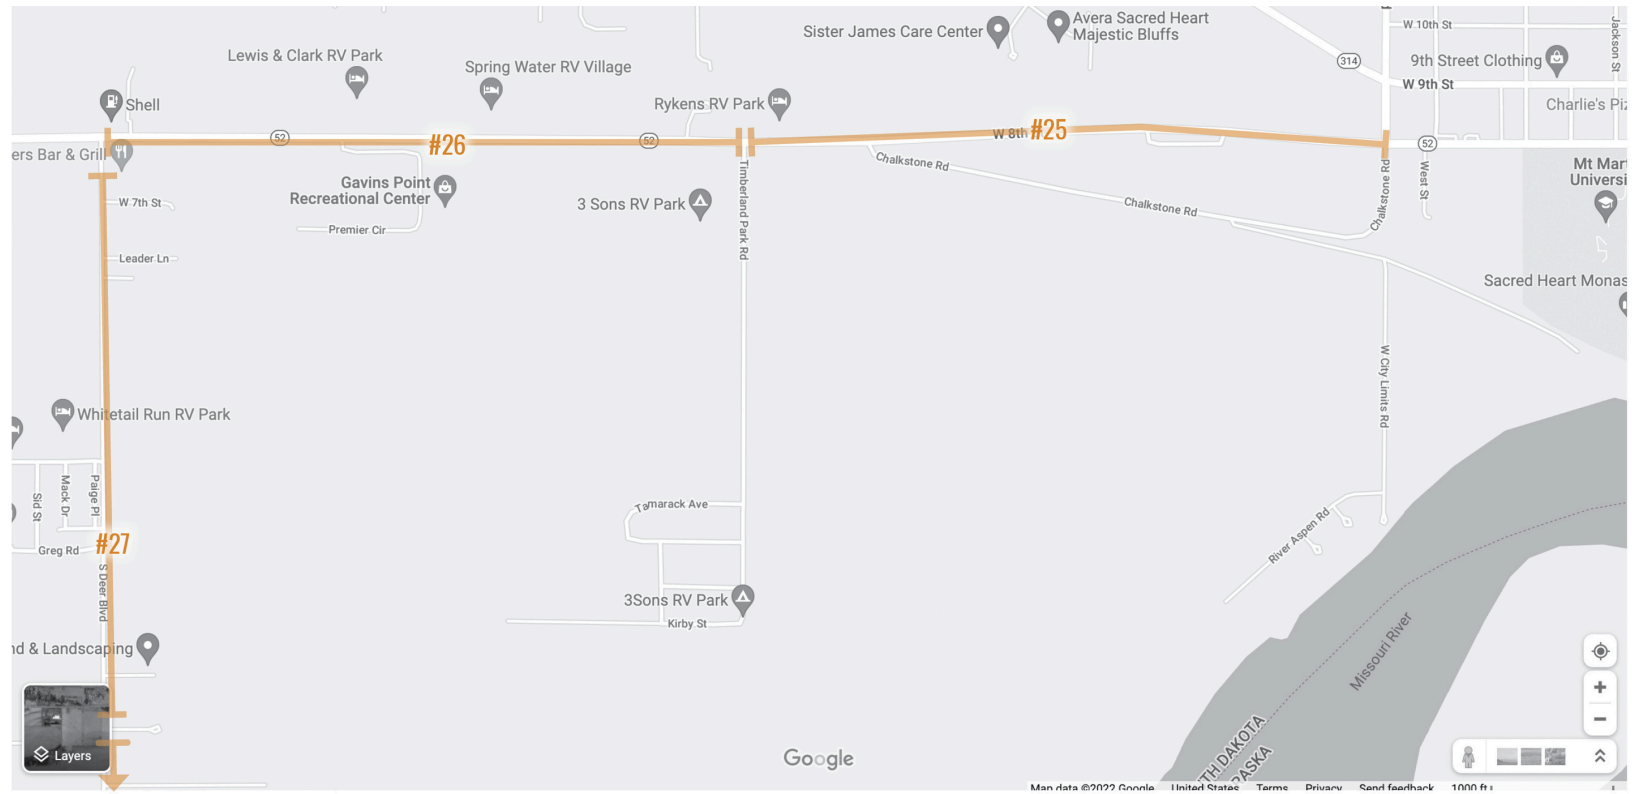 W 10th St
Jackson St
Avera Sacred Heart
Majestic Bluffs
Sister James Care Center
314
9th Street Clothing
Lewis & Clark RV Park
Spring Water RV Village
W 9th St
Shell
Rykens RV Park
Charlie's Piz
52
#26
52
W 8th
#25
52
ers Bar & Grill
Chalkstone Rd
Timberland Park Rd
Chalkstone Rd
West St
Mt Mart
Universi
Gavins Point
Recreational Center
3 Sons RV Park
W 7th St
Chalkstone Rd
Premier Cir
Leader Ln
Sacred Heart Monas
W City Limits Rd
Whitetail Run RV Park
Sid St
Mack Dr
Paige Pl
Tamarack Ave
River Aspen Rd
#27
Greg Rd
S Deer Blvd
3Sons RV Park
Kirby St
Missouri River
nd & Landscaping
TH DAKOTA
RASKA
Layers
Google
Map data ©2022 Google
United States
Terms
Privacy
Send feedback
1000 ft